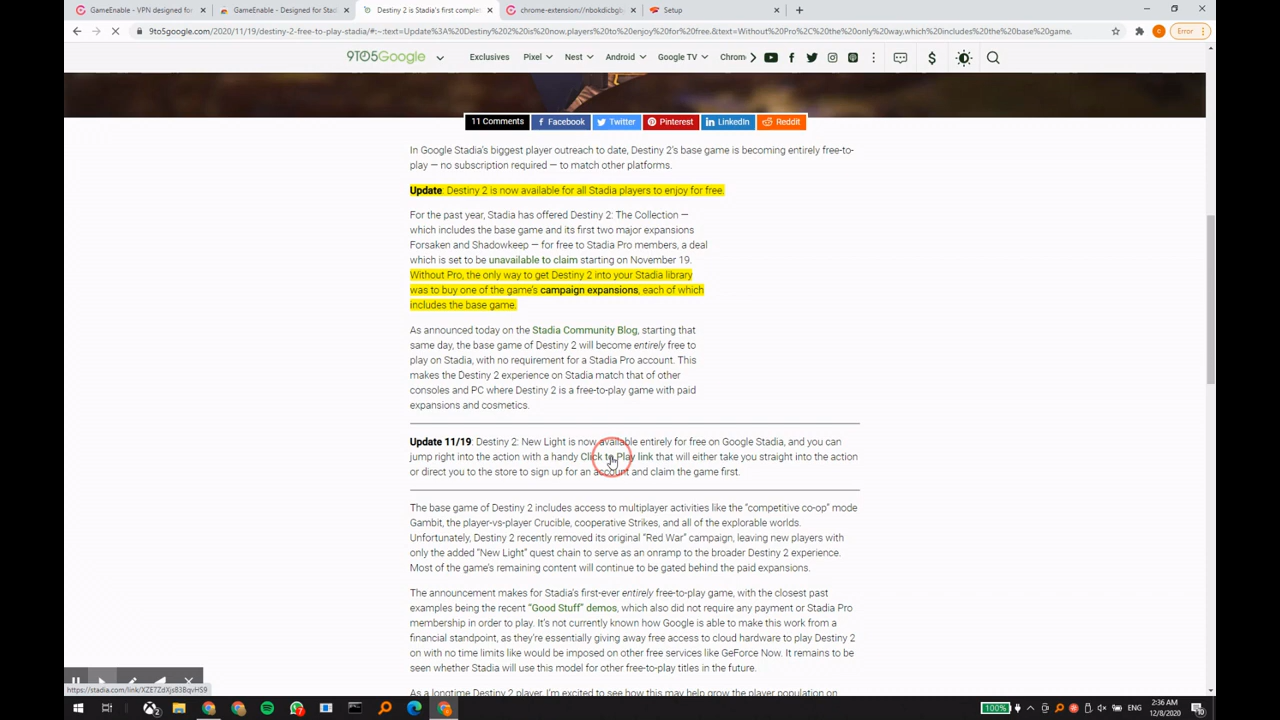 GameEnable - VPN designed for
GameEnable - Designed for Stad
Destiny 2 is Stadia's first complet
chrome-extension://nbokdicbgb
Setup
9to5google.com/2020/11/19/destiny-2-free-to-play-stadia/#:~:text=Update%3A%20Destiny%202%20is%20now,players%20to%20enjoy%20for%20free.&text=Without%20Pro%2C%20the%20only%20way,which%20includes%20the%20base%20game.
Error
9TO5Google
Exclusives
Pixel
Nest
Android
Google TV
Chrom
11 Comments
Facebook
Twitter
Pinterest
LinkedIn
Reddit
In Google Stadia's biggest player outreach to date, Destiny 2's base game is becoming entirely free-to-
play — no subscription required — to match other platforms.
Update: Destiny 2 is now available for all Stadia players to enjoy for free.
For the past year, Stadia has offered Destiny 2: The Collection —
which includes the base game and its first two major expansions
Forsaken and Shadowkeep — for free to Stadia Pro members, a deal
which is set to be unavailable to claim starting on November 19.
Without Pro, the only way to get Destiny 2 into your Stadia library
was to buy one of the game's campaign expansions, each of which
includes the base game.
As announced today on the Stadia Community Blog, starting that
same day, the base game of Destiny 2 will become entirely free to
play on Stadia, with no requirement for a Stadia Pro account. This
makes the Destiny 2 experience on Stadia match that of other
consoles and PC where Destiny 2 is a free-to-play game with paid
expansions and cosmetics.
Update 11/19: Destiny 2: New Light is now available entirely for free on Google Stadia, and you can
jump right into the action with a handy Click to Play link that will either take you straight into the action
or direct you to the store to sign up for an account and claim the game first.
The base game of Destiny 2 includes access to multiplayer activities like the "competitive co-op" mode
Gambit, the player-vs-player Crucible, cooperative Strikes, and all of the explorable worlds.
Unfortunately, Destiny 2 recently removed its original "Red War" campaign, leaving new players with
only the added "New Light" quest chain to serve as an onramp to the broader Destiny 2 experience.
Most of the game's remaining content will continue to be gated behind the paid expansions.
The announcement makes for Stadia's first-ever entirely free-to-play game, with the closest past
examples being the recent "Good Stuff" demos, which also did not require any payment or Stadia Pro
membership in order to play. It's not currently known how Google is able to make this work from a
financial standpoint, as they're essentially giving away free access to cloud hardware to play Destiny 2
on with no time limits like would be imposed on other free services like GeForce Now. It remains to be
seen whether Stadia will use this model for other free-to-play titles in the future.
As a longtime Destiny 2 player, I'm excited to see how this may help grow the player population on
100%
2:36 AM
12/8/2020